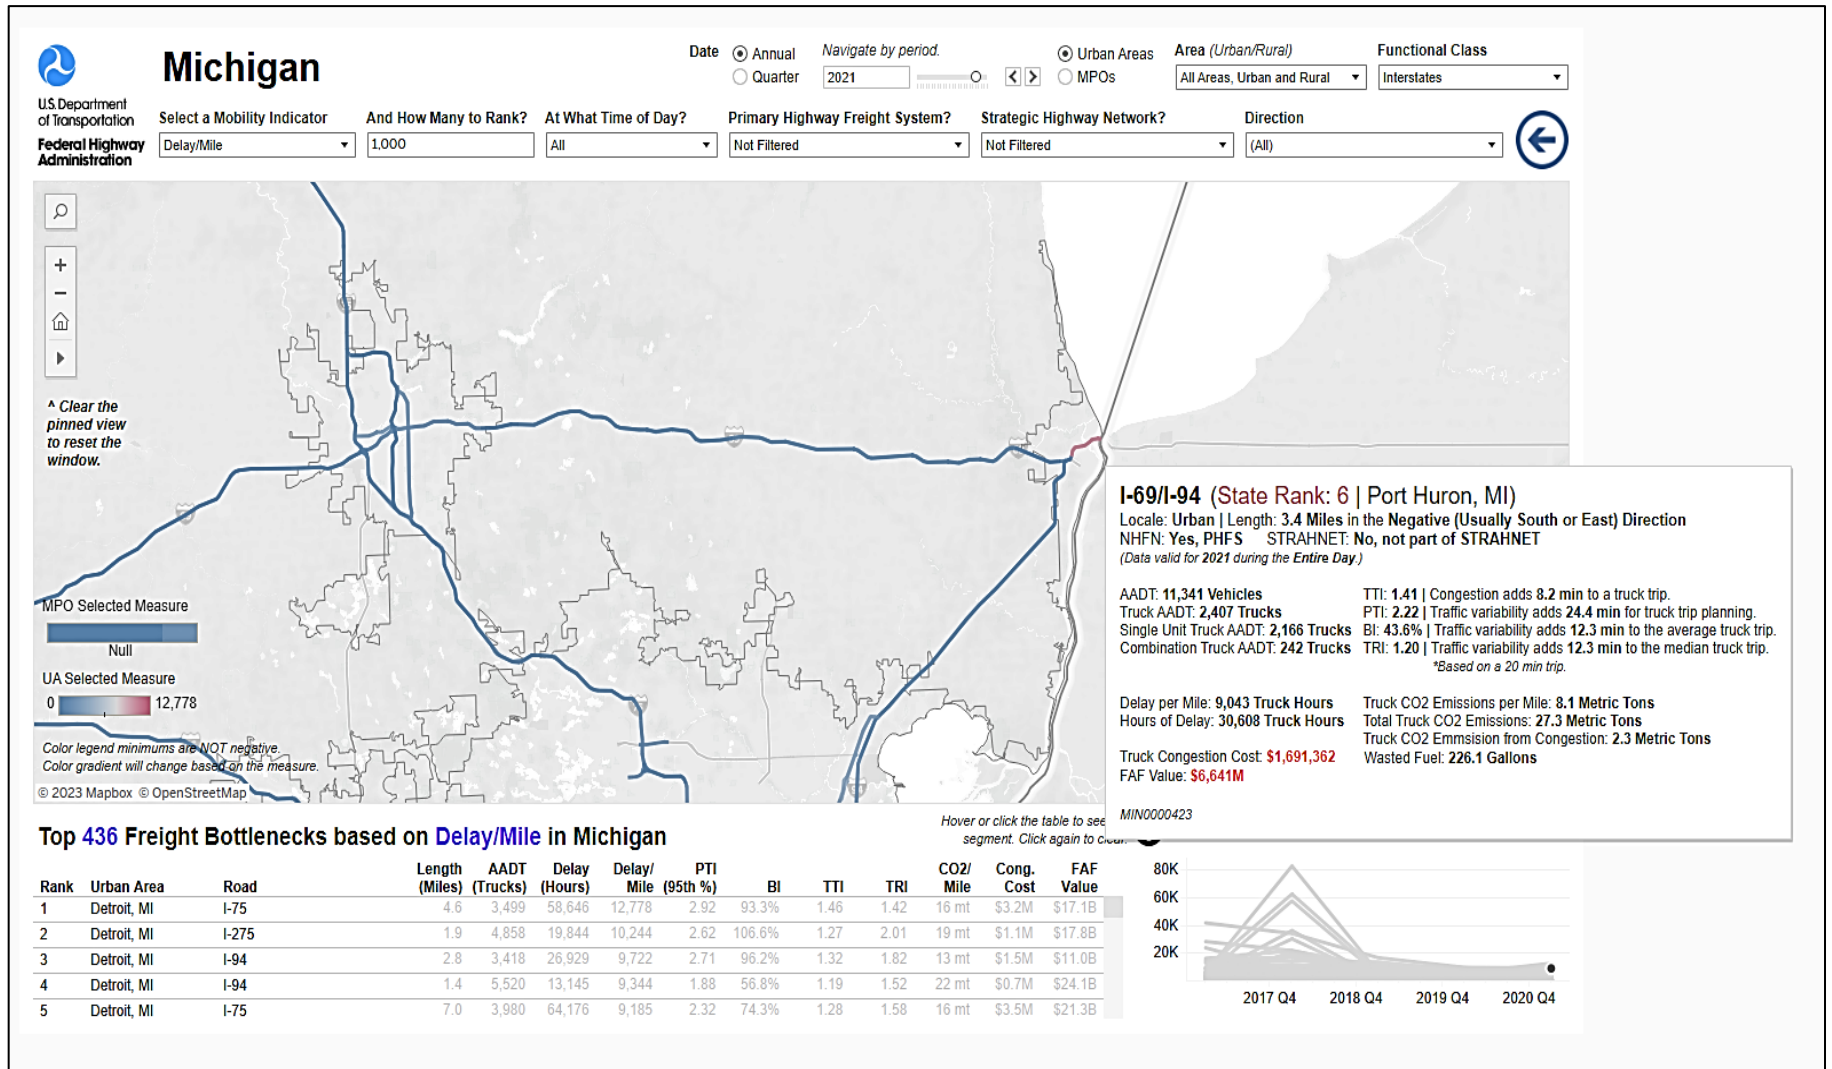 U.S. Department
of Transportation
Federal Highway
Administration
Michigan
Date
Annual
Quarter
Navigate by period.
2021
Urban Areas
MPOs
Area (Urban/Rural)
All Areas, Urban and Rural
Functional Class
Interstates
Select a Mobility Indicator
Delay/Mile
And How Many to Rank?
1,000
At What Time of Day?
All
Primary Highway Freight System?
Not Filtered
Strategic Highway Network?
Not Filtered
Direction
(All)
^ Clear the
pinned view
to reset the
window.
MPO Selected Measure
Null
UA Selected Measure
0 12,778
Color legend minimums are NOT negative.
Color gradient will change based on the measure.
© 2023 Mapbox © OpenStreetMap
I-69/I-94 (State Rank: 6 | Port Huron, MI)
Locale: Urban | Length: 3.4 Miles in the Negative (Usually South or East) Direction
NHFN: Yes, PHFS STRAHNET: No, not part of STRAHNET
(Data valid for 2021 during the Entire Day.)
AADT: 11,341 Vehicles
Truck AADT: 2,407 Trucks
Single Unit Truck AADT: 2,166 Trucks
Combination Truck AADT: 242 Trucks
TTI: 1.41 | Congestion adds 8.2 min to a truck trip.
PTI: 2.22 | Traffic variability adds 24.4 min for truck trip planning.
BI: 43.6% | Traffic variability adds 12.3 min to the average truck trip.
TRI: 1.20 | Traffic variability adds 12.3 min to the median truck trip.
*Based on a 20 min trip.
Delay per Mile: 9,043 Truck Hours
Hours of Delay: 30,608 Truck Hours
Truck Congestion Cost: $1,691,362
FAF Value: $6,641M
Truck CO2 Emissions per Mile: 8.1 Metric Tons
Total Truck CO2 Emissions: 27.3 Metric Tons
Truck CO2 Emmsision from Congestion: 2.3 Metric Tons
Wasted Fuel: 226.1 Gallons
MIN0000423
Top 436 Freight Bottlenecks based on Delay/Mile in Michigan
Hover or click the table to see
segment. Click again to clear.
Rank Urban Area Road Length (Miles) AADT (Trucks) Delay (Hours) Delay/ Mile PTI (95th %) BI TTI TRI CO2/ Mile Cong. Cost FAF Value
1 Detroit, MI I-75 4.6 3,499 58,646 12,778 2.92 93.3% 1.46 1.42 16 mt $3.2M $17.1B
2 Detroit, MI I-275 1.9 4,858 19,844 10,244 2.62 106.6% 1.27 2.01 19 mt $1.1M $17.8B
3 Detroit, MI I-94 2.8 3,418 26,929 9,722 2.71 96.2% 1.32 1.82 13 mt $1.5M $11.0B
4 Detroit, MI I-94 1.4 5,520 13,145 9,344 1.88 56.8% 1.19 1.52 22 mt $0.7M $24.1B
5 Detroit, MI I-75 7.0 3,980 64,176 9,185 2.32 74.3% 1.28 1.58 16 mt $3.5M $21.3B
80K
60K
40K
20K
2017 Q4 2018 Q4 2019 Q4 2020 Q4